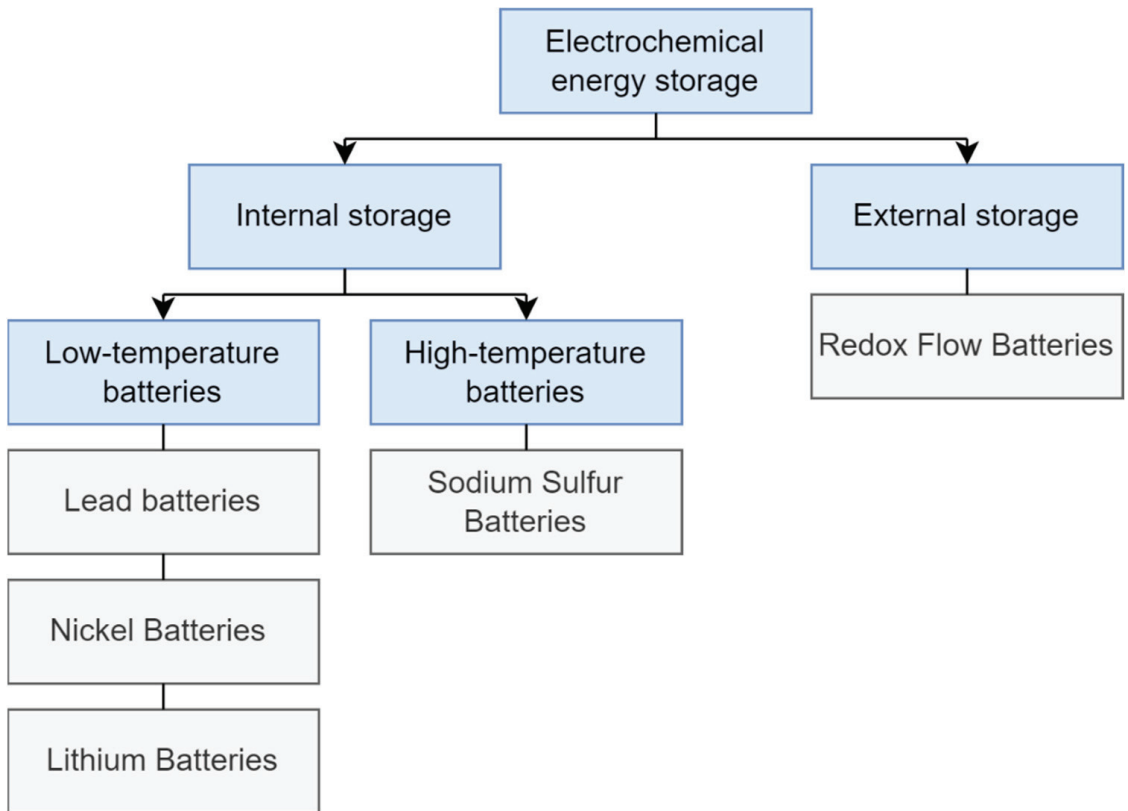 Electrochemical
energy storage
Internal storage
External storage
Low-temperature
batteries
High-temperature
batteries
Redox Flow Batteries
Lead batteries
Sodium Sulfur
Batteries
Nickel Batteries
Lithium Batteries